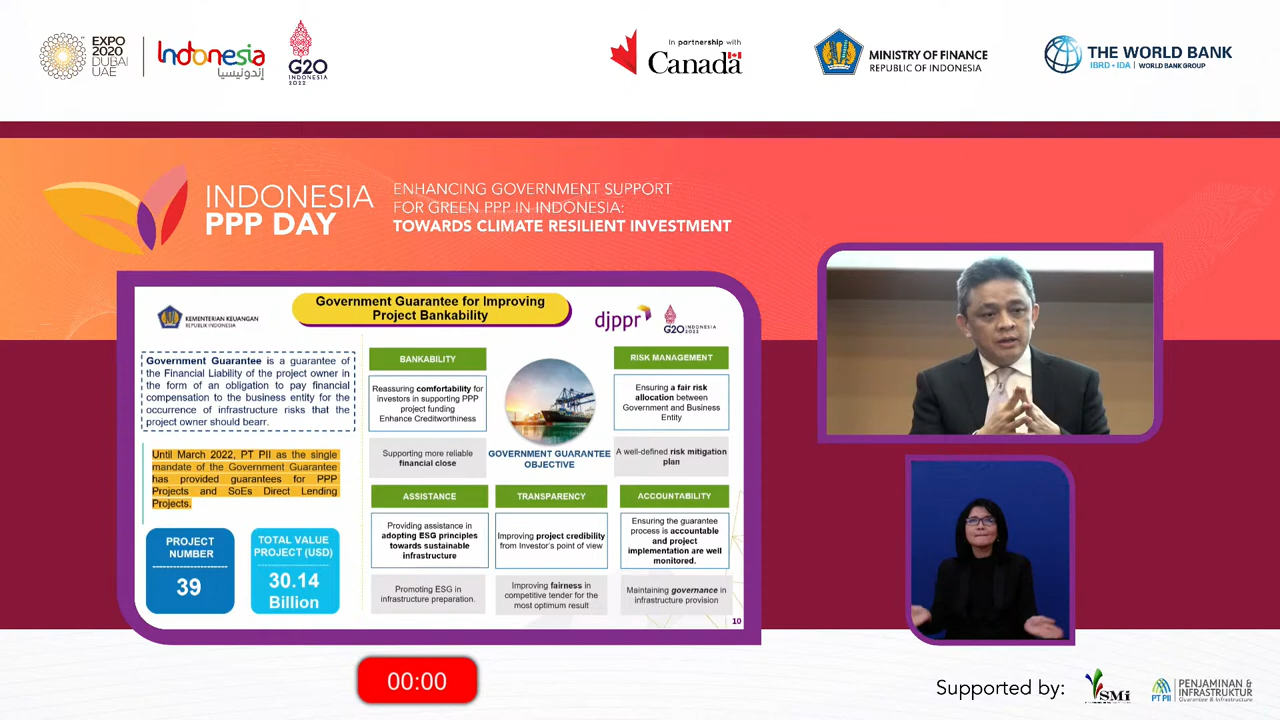 EXPO
2020
DUBAI
UAE
Indonesia
إندونيسيا
G20
INDONESIA
2022
In partnership with
Canada
MINISTRY OF FINANCE
REPUBLIC OF INDONESIA
THE WORLD BANK
IBRD • IDA | WORLD BANK GROUP
INDONESIA
PPP DAY
ENHANCING GOVERNMENT SUPPORT
FOR GREEN PPP IN INDONESIA:
TOWARDS CLIMATE RESILIENT INVESTMENT
KEMENTERIAN KEUANGAN
REPUBLIK INDONESIA
Government Guarantee for Improving
Project Bankability
djppr
G20 INDONESIA
2022
Government Guarantee is a guarantee of
the Financial Liability of the project owner in
the form of an obligation to pay financial
compensation to the business entity for the
occurrence of infrastructure risks that the
project owner should bearr.
Until March 2022, PT PII as the single
mandate of the Government Guarantee
has provided guarantees for PPP
Projects and SoEs Direct Lending
Projects.
PROJECT
NUMBER
39
TOTAL VALUE
PROJECT (USD)
30.14
Billion
BANKABILITY
Reassuring comfortability for
investors in supporting PPP
project funding
Enhance Creditworthiness
Supporting more reliable
financial close
GOVERNMENT GUARANTEE
OBJECTIVE
RISK MANAGEMENT
Ensuring a fair risk
allocation between
Government and Business
Entity
A well-defined risk mitigation
plan
ASSISTANCE
Providing assistance in
adopting ESG principles
towards sustainable
infrastructure
Promoting ESG in
infrastructure preparation.
TRANSPARENCY
Improving project credibility
from Investor's point of view
Improving fairness in
competitive tender for the
most optimum result
ACCOUNTABILITY
Ensuring the guarantee
process is accountable
and project
implementation are well
monitored.
Maintaining governance in
infrastructure provision
10
00:00
Supported by:
SMi
PT PII
PENJAMINAN &
INFRASTRUKTUR
Guarantee & Infrastructure